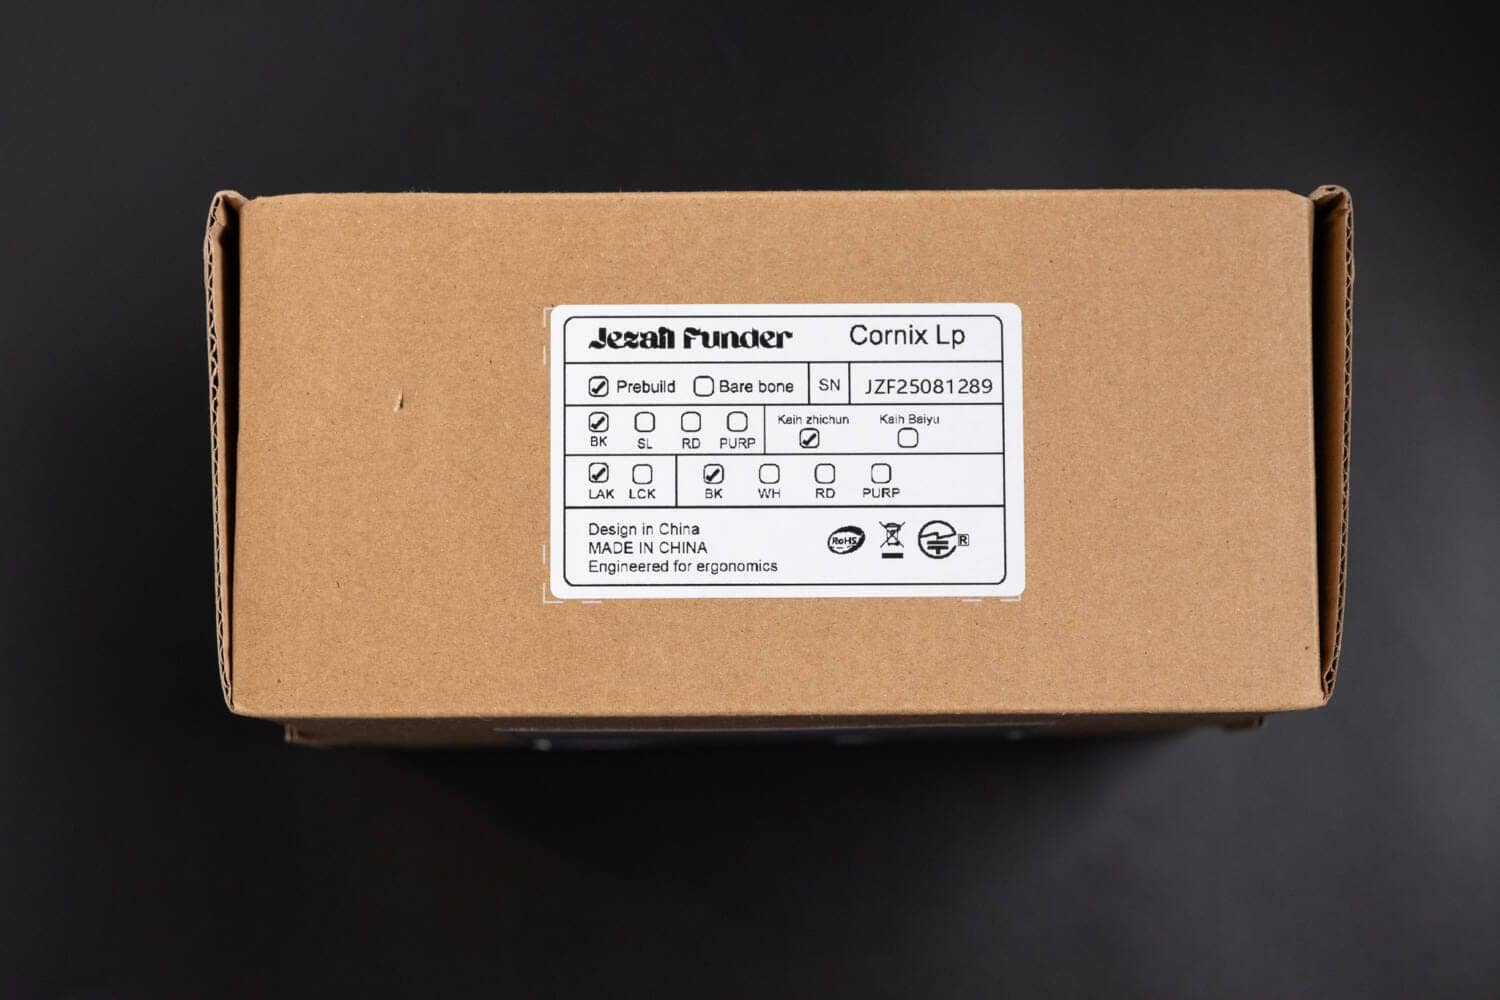 Jezail Funder Cornix Lp
Prebuild Bare bone SN JZF25081289
BK SL RD PURP Kaih zhichun Kaih Baiyu
LAK LCK BK WH RD PURP
Design in China
MADE IN CHINA
Engineered for ergonomics
RoHS R